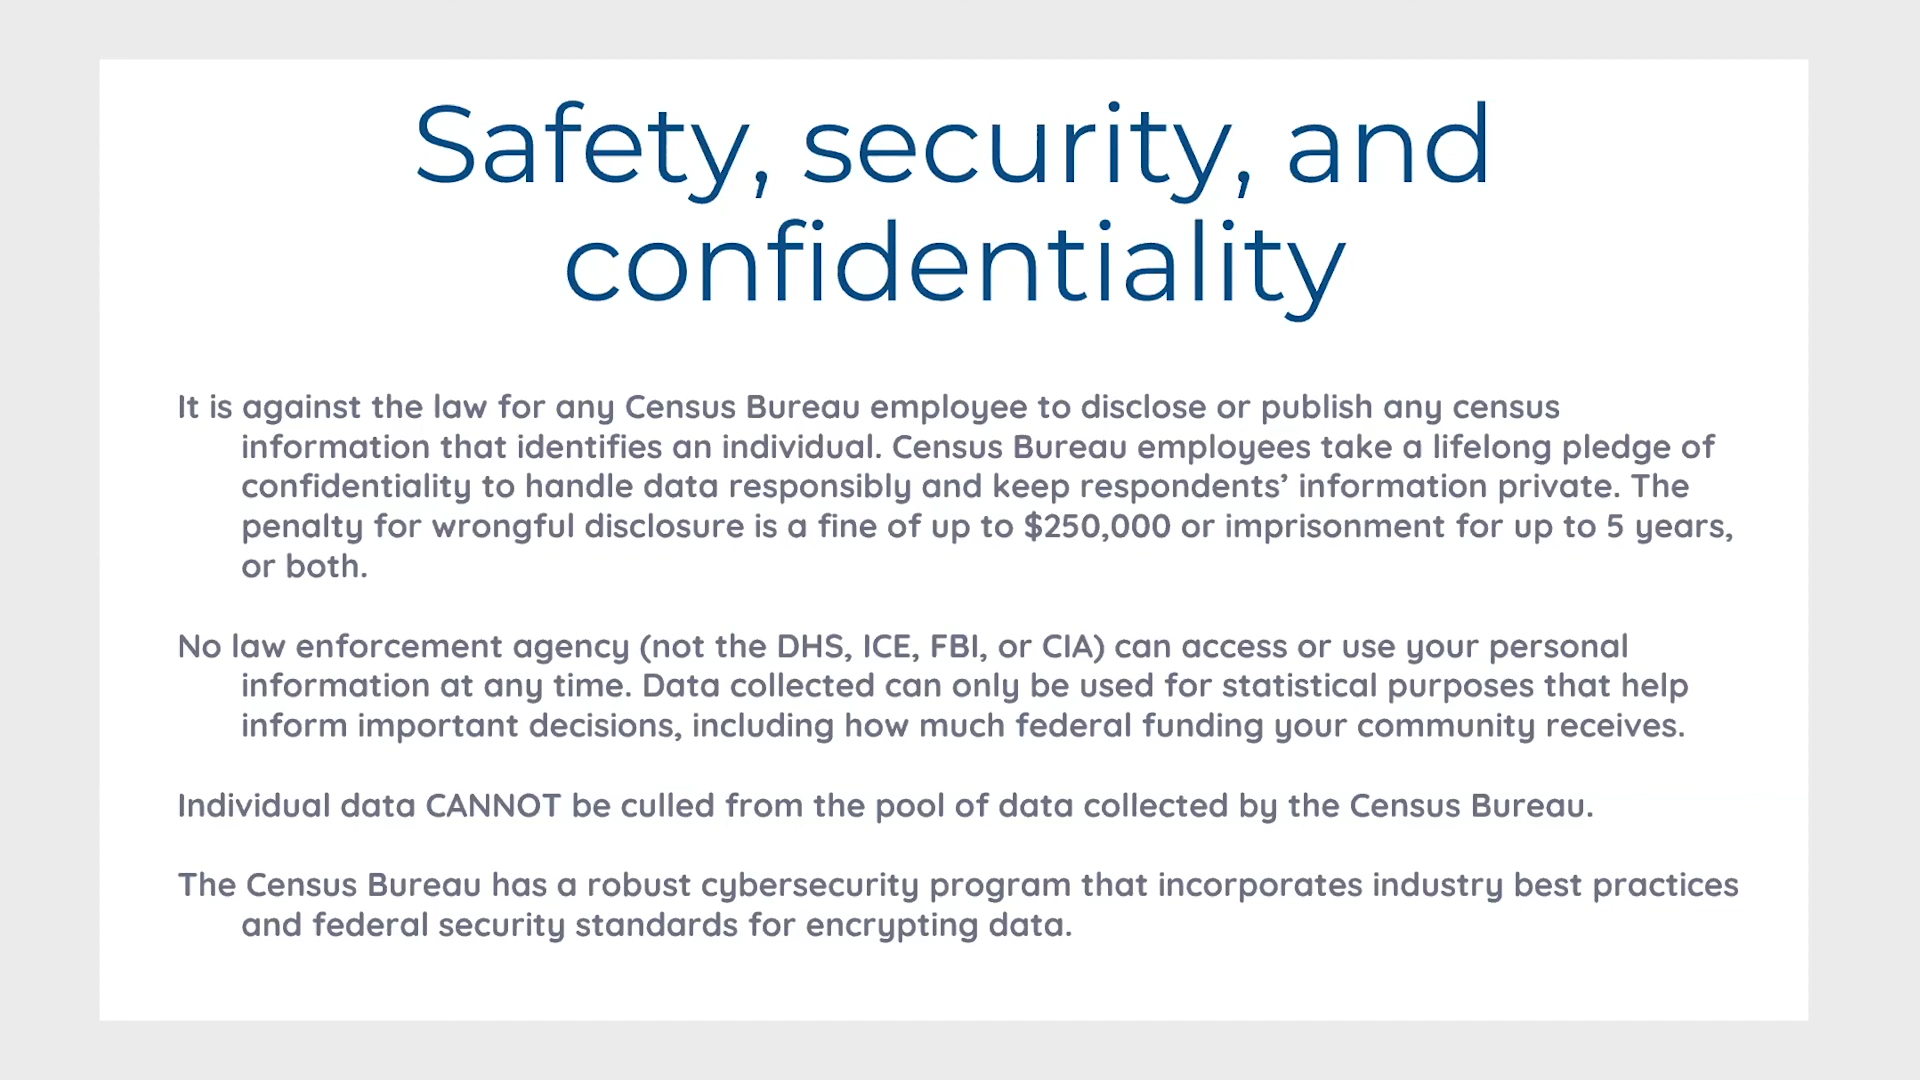 Safety, security, and
confidentiality
It is against the law for any Census Bureau employee to disclose or publish any census
information that identifies an individual. Census Bureau employees take a lifelong pledge of
confidentiality to handle data responsibly and keep respondents’ information private. The
penalty for wrongful disclosure is a fine of up to $250,000 or imprisonment for up to 5 years,
or both.
No law enforcement agency (not the DHS, ICE, FBI, or CIA) can access or use your personal
information at any time. Data collected can only be used for statistical purposes that help
inform important decisions, including how much federal funding your community receives.
Individual data CANNOT be culled from the pool of data collected by the Census Bureau.
The Census Bureau has a robust cybersecurity program that incorporates industry best practices
and federal security standards for encrypting data.